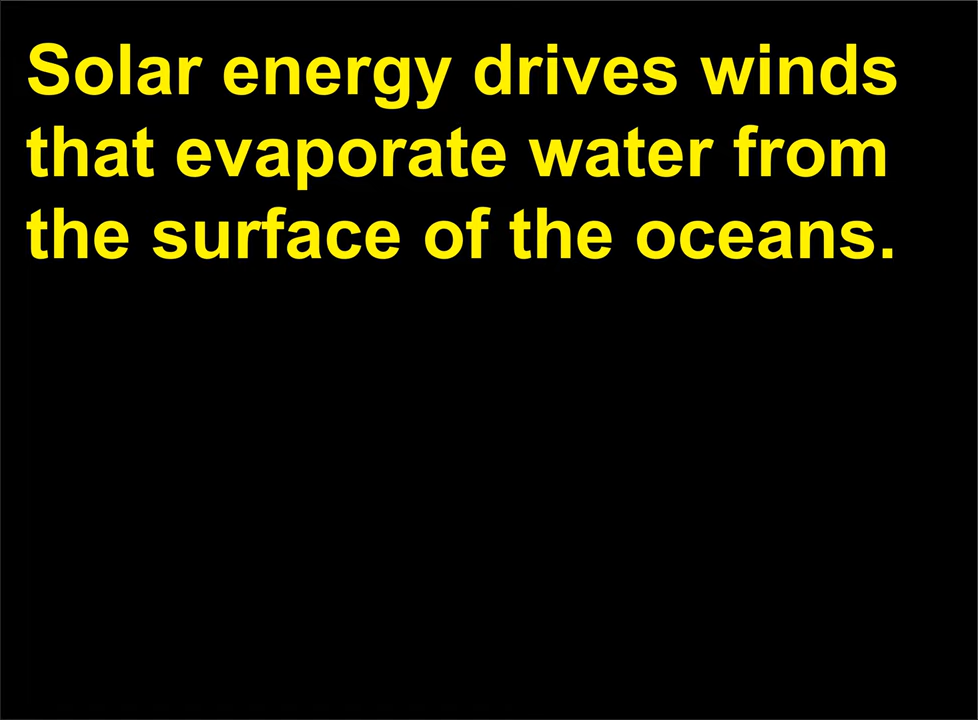 Solar energy drives winds
that evaporate water from
the surface of the oceans.